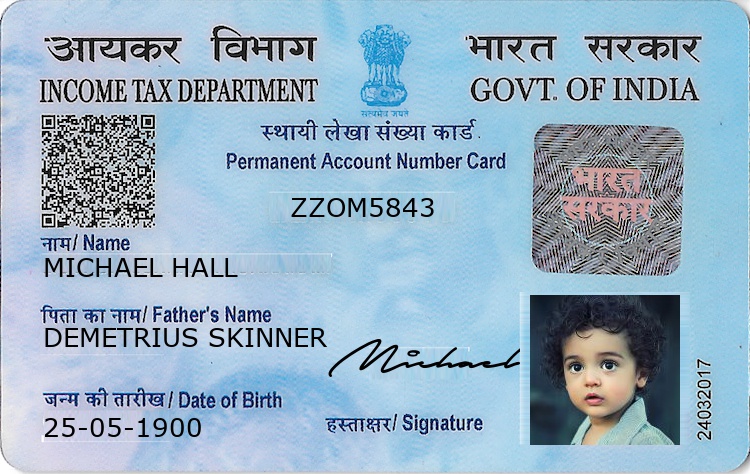 आयकर विभाग भारत सरकार
INCOME TAX DEPARTMENT GOVT. OF INDIA
सत्यमेव जयते
स्थायी लेखा संख्या कार्ड
Permanent Account Number Card
ZZOM5843
भारत सरकार
नाम/ Name
MICHAEL HALL
पिता का नाम/ Father's Name
DEMETRIUS SKINNER
Michael
जन्म की तारीख/ Date of Birth
25-05-1900
हस्ताक्षर/ Signature
24032017